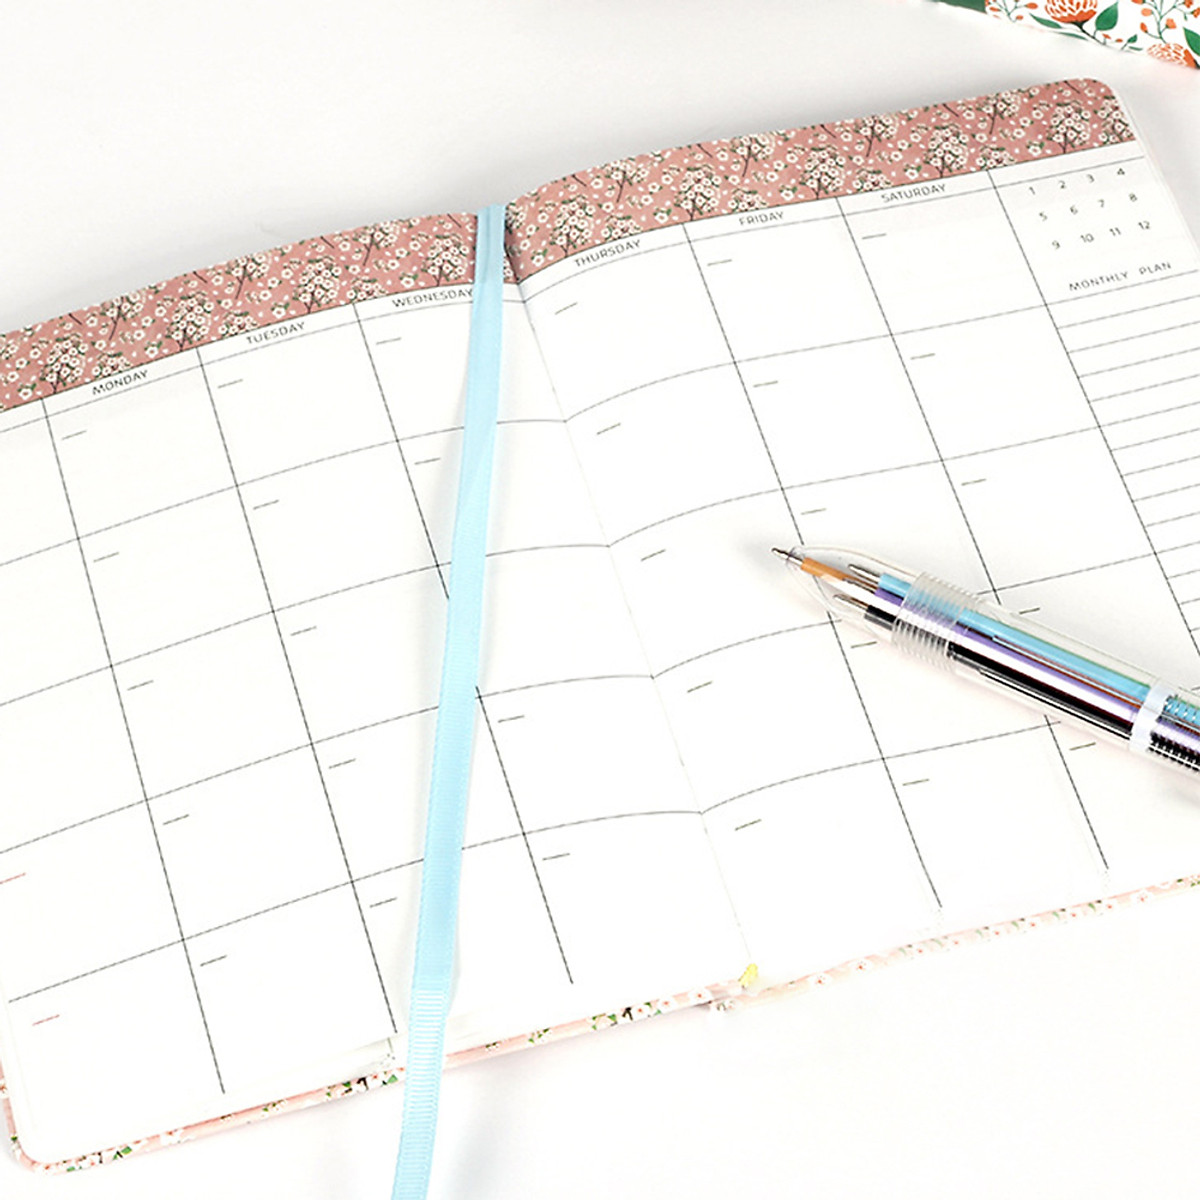 MONDAY
TUESDAY
WEDNESDAY
THURSDAY
FRIDAY
SATURDAY
1 2 3 4
5 6 7 8
9 10 11 12
MONTHLY PLAN